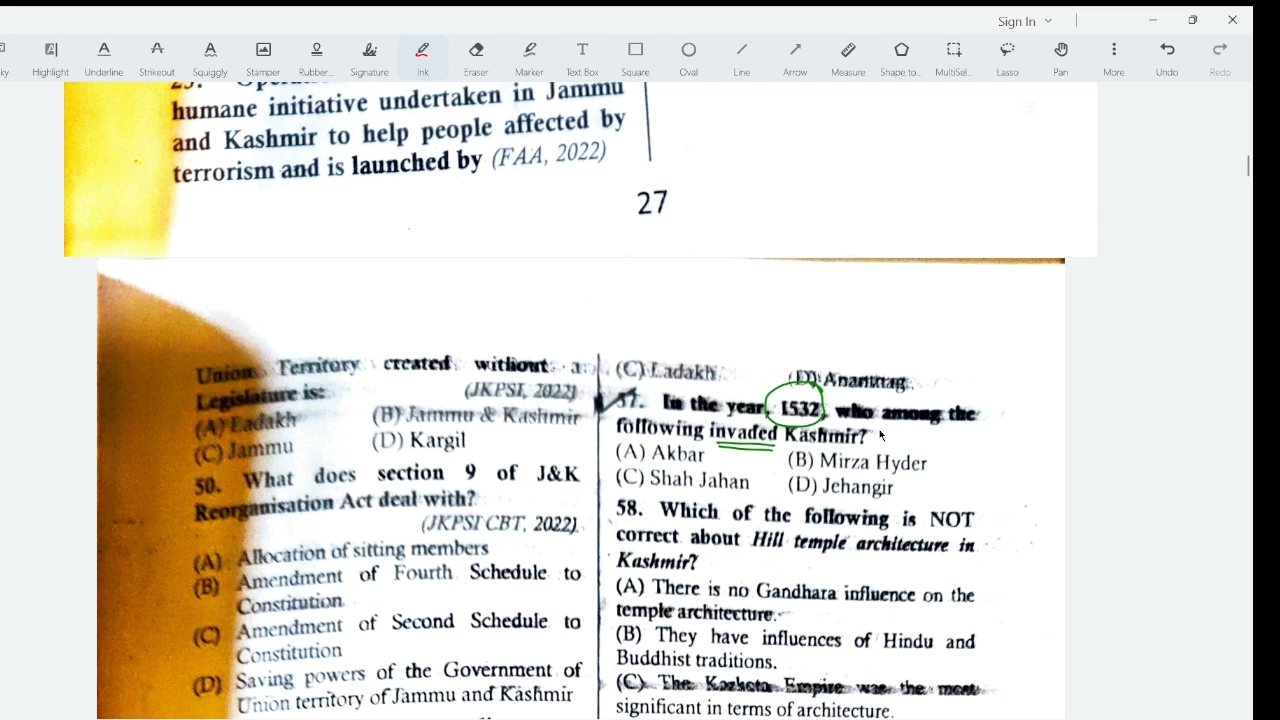 Sign In
ky
Highlight
Underline
Strikeout
Squiggly
Stamper
Rubber...
Signature
Ink
Eraser
Marker
Text Box
Square
Oval
Line
Arrow
Measure
Shape to...
MultiSel...
Lasso
Pan
More
Undo
Redo
humane initiative undertaken in Jammu
and Kashmir to help people affected by
terrorism and is launched by (FAA, 2022)
27
Union Territory created without a
Legislature is: (JKPSI, 2022)
(A) Ladakh (B) Jammu & Kashmir
(C) Jammu (D) Kargil
50. What does section 9 of J&K
Reorganisation Act deal with?
(JKPSI CBT, 2022)
(A) Allocation of sitting members
(B) Amendment of Fourth Schedule to
Constitution
(C) Amendment of Second Schedule to
Constitution
(D) Saving powers of the Government of
Union territory of Jammu and Kashmir
(C) Ladakh (D) Anantnag
57. In the year, 1532, who among the
following invaded Kashmir?
(A) Akbar (B) Mirza Hyder
(C) Shah Jahan (D) Jehangir
58. Which of the following is NOT
correct about Hill temple architecture in
Kashmir?
(A) There is no Gandhara influence on the
temple architecture.
(B) They have influences of Hindu and
Buddhist traditions.
(C) The Karkota Empire was the most
significant in terms of architecture.